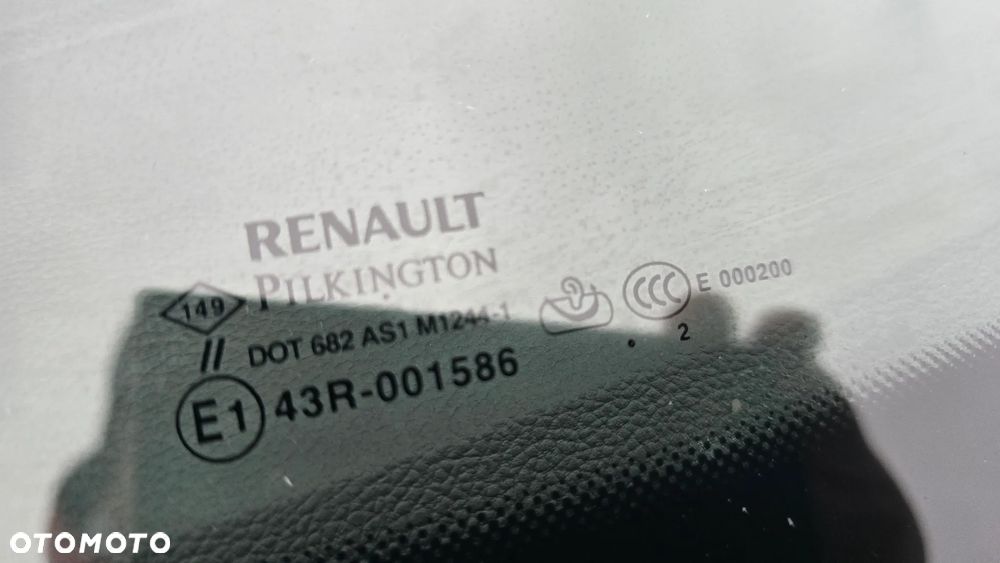 RENAULT
PILKINGTON
149
// DOT 682 AS1 M1244-1
CCC E 000200
. 2
E1 43R-001586
OTOMOTO